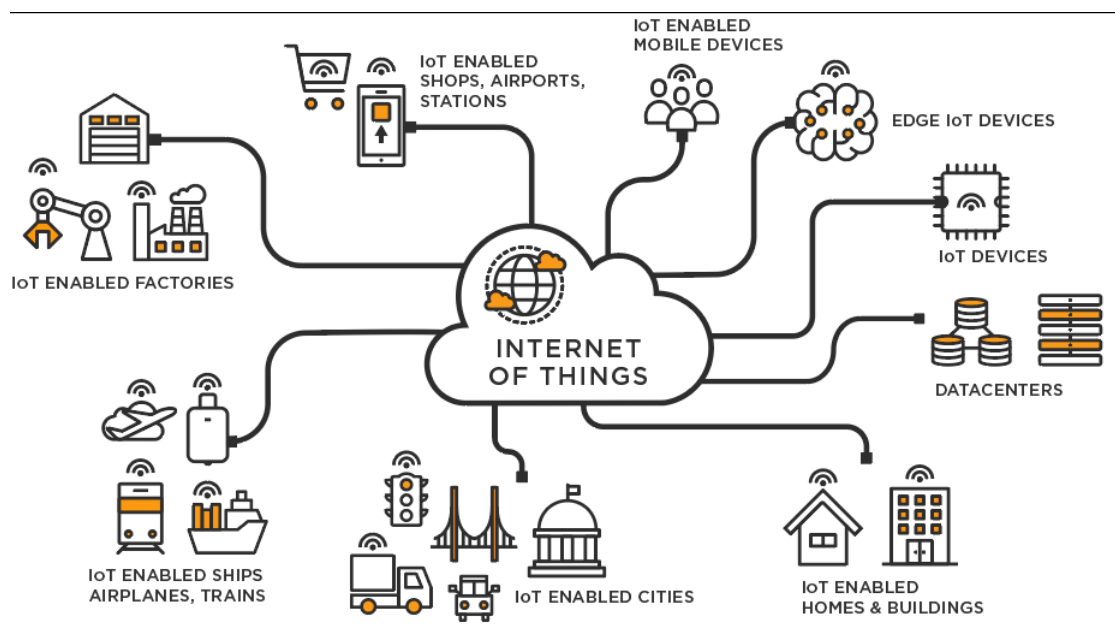 IoT ENABLED
SHOPS, AIRPORTS,
STATIONS
IoT ENABLED
MOBILE DEVICES
EDGE IoT DEVICES
IoT DEVICES
IoT ENABLED FACTORIES
INTERNET
OF THINGS
DATACENTERS
IoT ENABLED SHIPS
AIRPLANES, TRAINS
IoT ENABLED CITIES
IoT ENABLED
HOMES & BUILDINGS